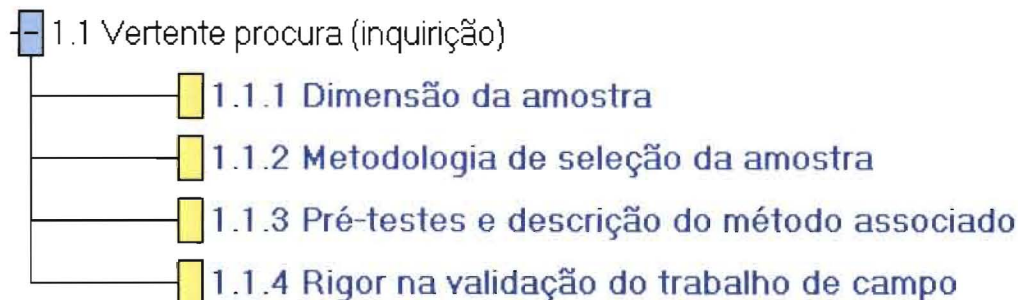 1.1 Vertente procura (inquirição)
1.1.1 Dimensão da amostra
1.1.2 Metodologia de seleção da amostra
1.1.3 Pré-testes e descrição do método associado
1.1.4 Rigor na validação do trabalho de campo